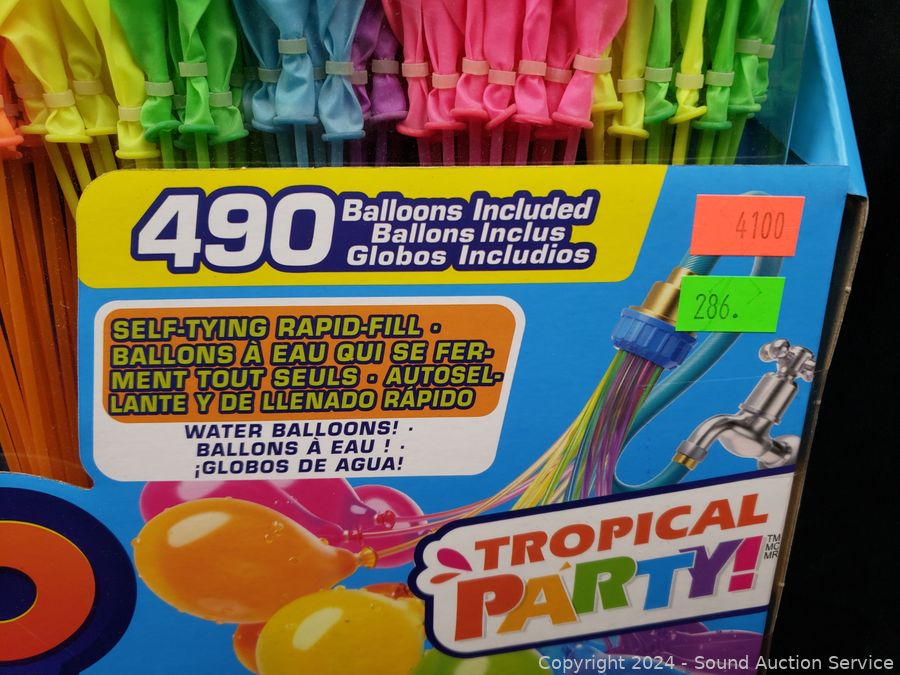 490
Balloons Included
Ballons Inclus
Globos Includios
4100
286.
SELF-TYING RAPID-FILL •
BALLONS À EAU QUI SE FER-
MENT TOUT SEULS • AUTOSEL-
LANTE Y DE LLENADO RÁPIDO
WATER BALLOONS! •
BALLONS À EAU ! •
¡GLOBOS DE AGUA!
TROPICAL
PARTY!
TM
MC
MR
Copyright 2024 - Sound Auction Service